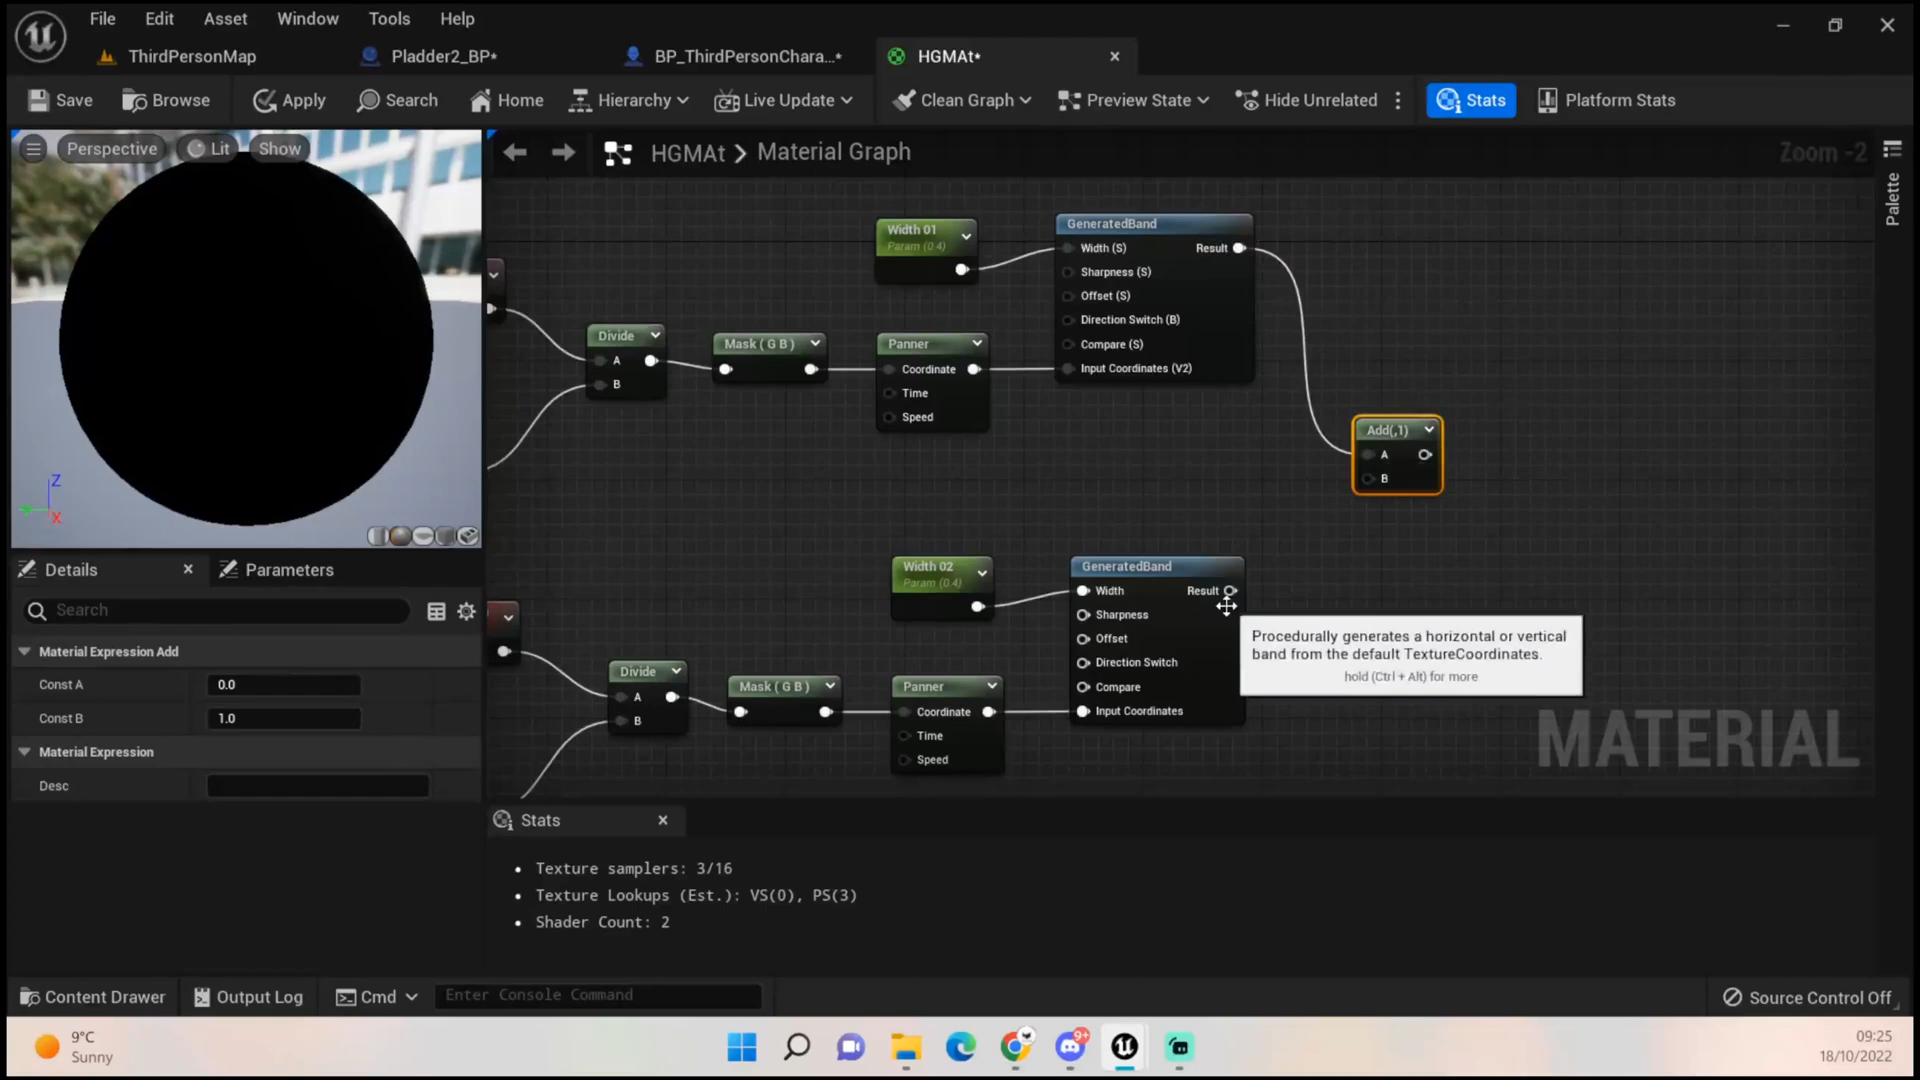 File Edit Asset Window Tools Help
ThirdPersonMap
Pladder2_BP*
BP_ThirdPersonChara...*
HGMAt*
Save Browse Apply Search Home Hierarchy Live Update Clean Graph Preview State Hide Unrelated Stats Platform Stats
Perspective Lit Show
HGMAt > Material Graph
Zoom -2
Palette
Width 01
Param (0.4)
GeneratedBand
Width (S) Result
Sharpness (S)
Offset (S)
Direction Switch (B)
Compare (S)
Input Coordinates (V2)
Divide
A
B
Mask ( G B )
Panner
Coordinate
Time
Speed
Add(,1)
A
B
Z
X
Width 02
Param (0.4)
GeneratedBand
Width Result
Sharpness
Offset
Direction Switch
Compare
Input Coordinates
Procedurally generates a horizontal or vertical
band from the default TextureCoordinates.
hold (Ctrl + Alt) for more
Divide
A
B
Mask ( G B )
Panner
Coordinate
Time
Speed
MATERIAL
Details Parameters
Search
Material Expression Add
Const A 0.0
Const B 1.0
Material Expression
Desc
Stats
Texture samplers: 3/16
Texture Lookups (Est.): VS(0), PS(3)
Shader Count: 2
Content Drawer Output Log Cmd Enter Console Command Source Control Off
9°C
Sunny
9+
09:25
18/10/2022